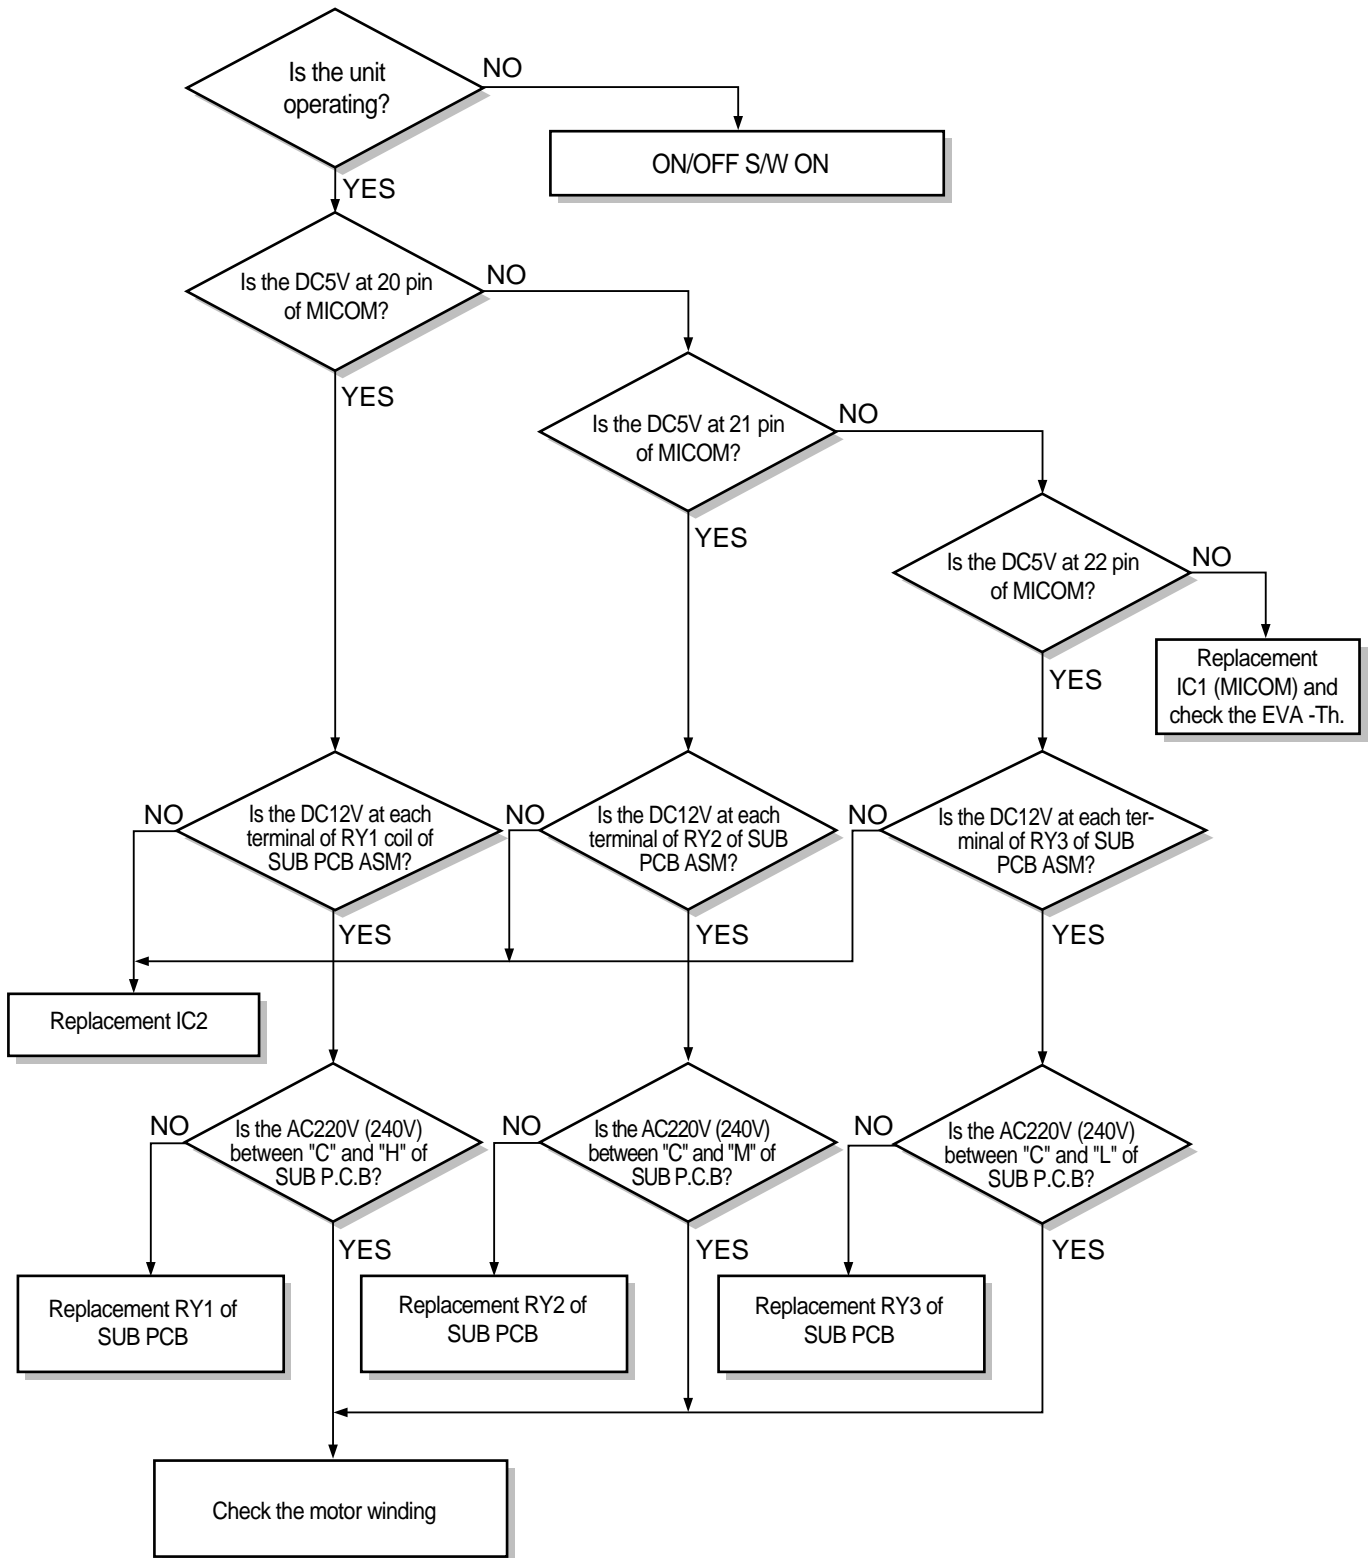 Is the unit
operating?
NO
ON/OFF S/W ON
YES
Is the DC5V at 20 pin
of MICOM?
NO
YES
Is the DC5V at 21 pin
of MICOM?
NO
YES
Is the DC5V at 22 pin
of MICOM?
NO
Replacement
IC1 (MICOM) and
check the EVA -Th.
YES
NO
Is the DC12V at each
terminal of RY1 coil of
SUB PCB ASM?
YES
NO
Is the DC12V at each
terminal of RY2 of SUB
PCB ASM?
YES
NO
Is the DC12V at each ter-
minal of RY3 of SUB
PCB ASM?
YES
Replacement IC2
NO
Is the AC220V (240V)
between "C" and "H" of
SUB P.C.B?
YES
NO
Is the AC220V (240V)
between "C" and "M" of
SUB P.C.B?
YES
NO
Is the AC220V (240V)
between "C" and "L" of
SUB P.C.B?
YES
Replacement RY1 of
SUB PCB
Replacement RY2 of
SUB PCB
Replacement RY3 of
SUB PCB
Check the motor winding